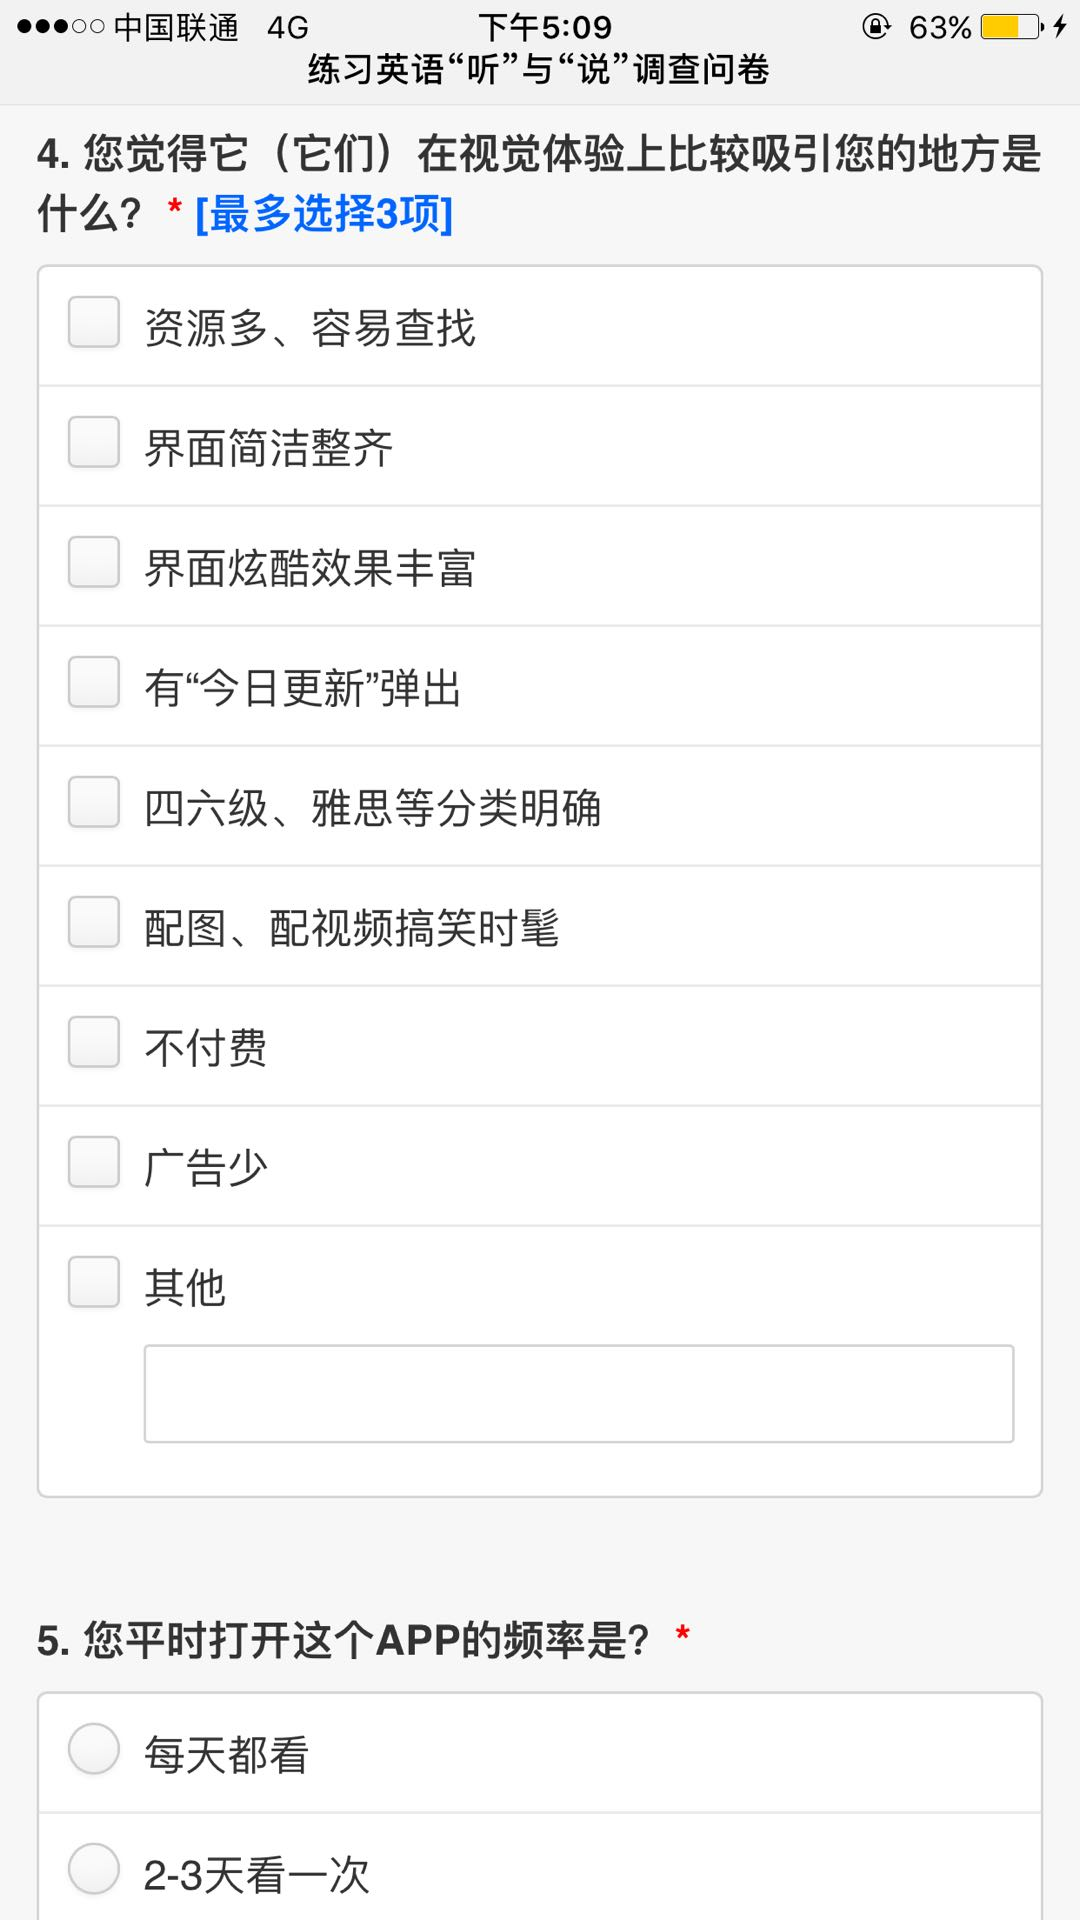 中国联通 4G 下午5:09 63%
练习英语“听”与“说”调查问卷
4. 您觉得它（它们）在视觉体验上比较吸引您的地方是
什么？ * [最多选择3项]
资源多、容易查找
界面简洁整齐
界面炫酷效果丰富
有“今日更新”弹出
四六级、雅思等分类明确
配图、配视频搞笑时髦
不付费
广告少
其他
5. 您平时打开这个APP的频率是？ *
每天都看
2-3天看一次